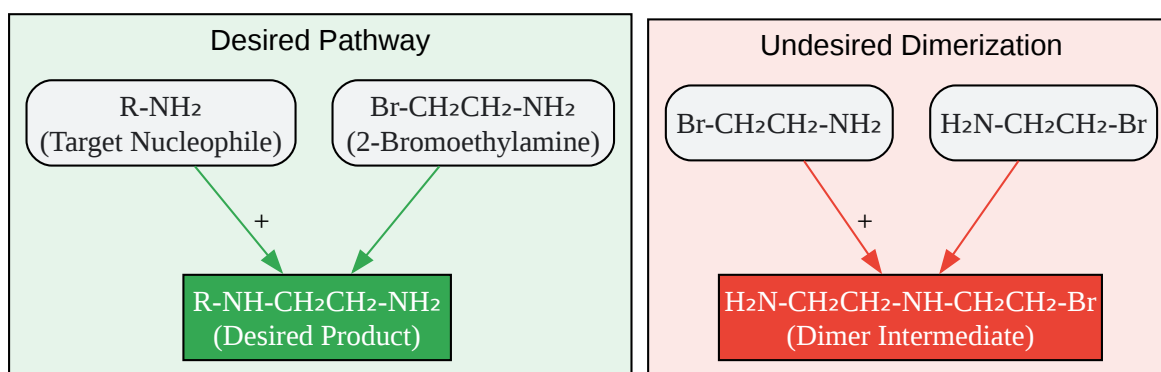 Desired Pathway
R-NH₂
(Target Nucleophile)
Br-CH₂CH₂-NH₂
(2-Bromoethylamine)
+
R-NH-CH₂CH₂-NH₂
(Desired Product)
Undesired Dimerization
Br-CH₂CH₂-NH₂
H₂N-CH₂CH₂-Br
+
H₂N-CH₂CH₂-NH-CH₂CH₂-Br
(Dimer Intermediate)